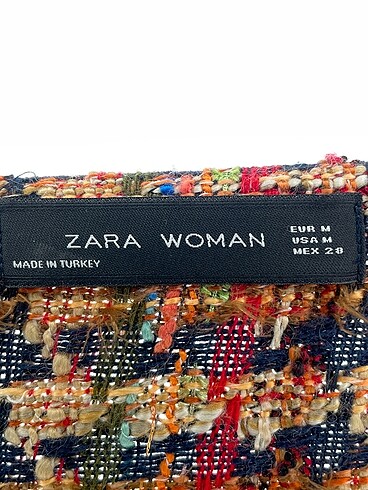 ZARA WOMAN
MADE IN TURKEY
EUR M
USA M
MEX 28